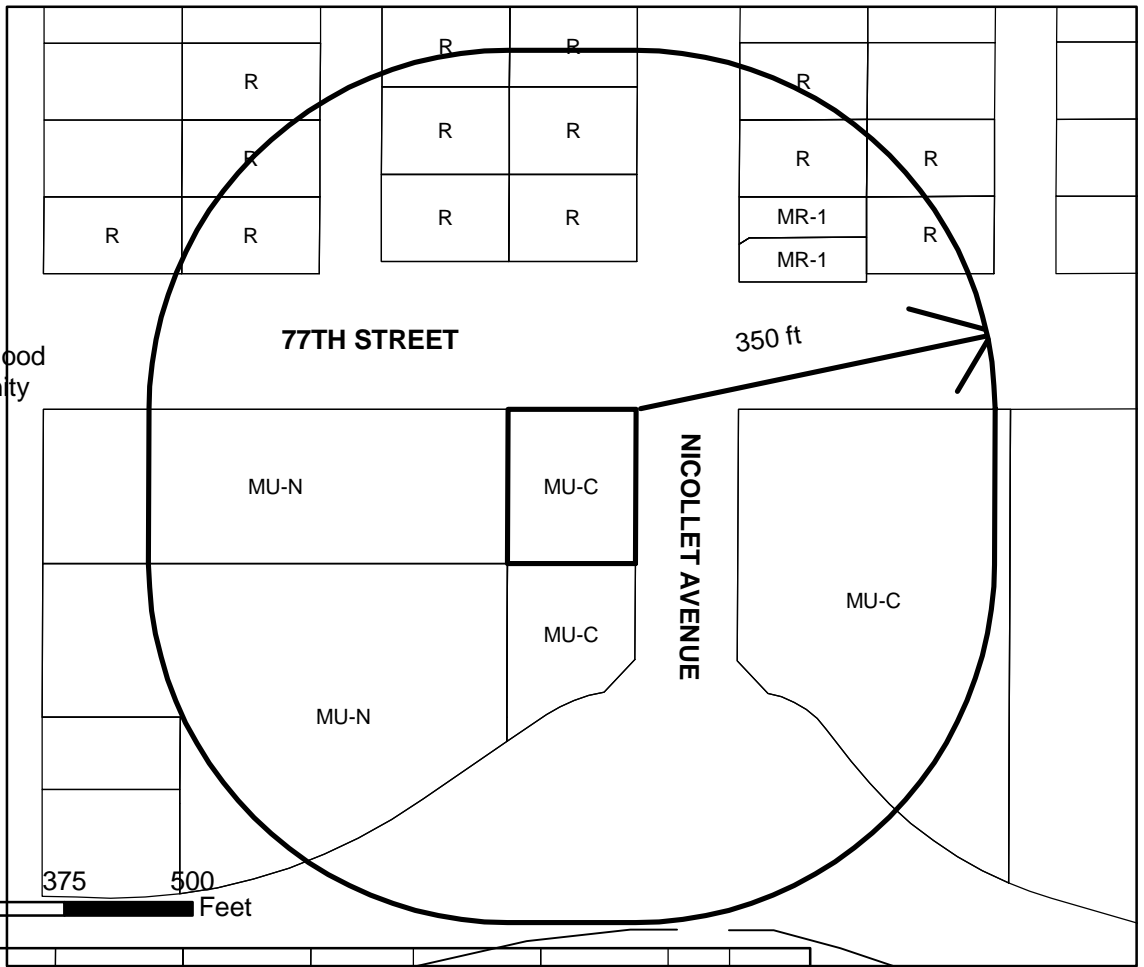 R R
R R
R R R
R R R
R R R R MR-1 R
MR-1
77TH STREET 350 ft
MU-N MU-C NICOLLET AVENUE
MU-C
MU-C
MU-N
375 500
Feet